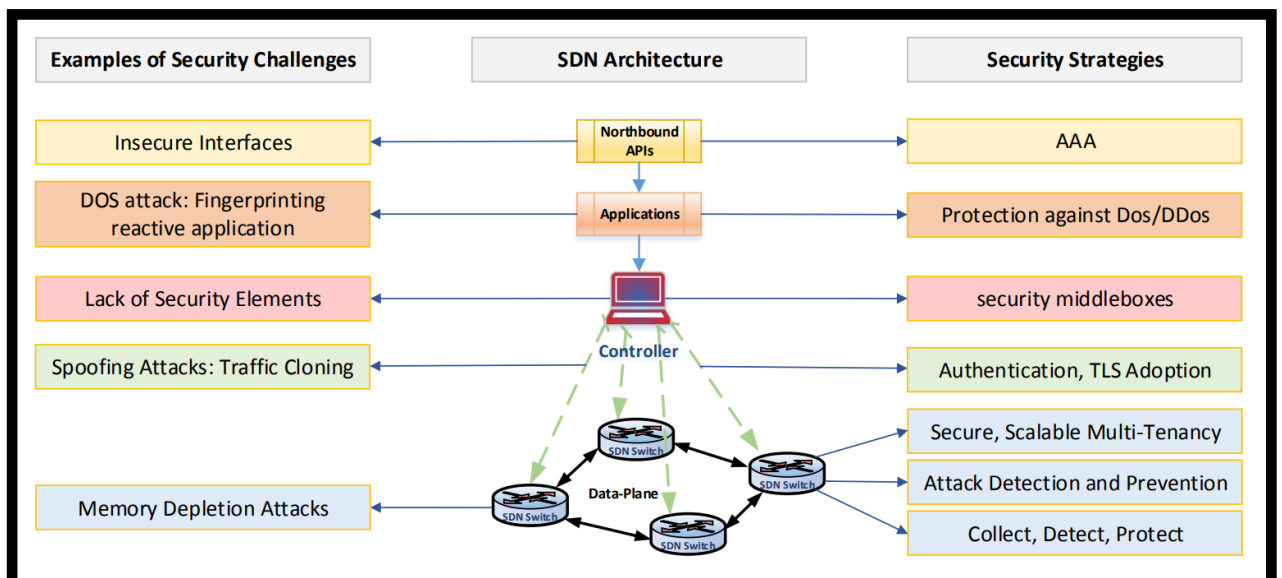 Examples of Security Challenges
SDN Architecture
Security Strategies
Insecure Interfaces
Northbound
APIs
AAA
DOS attack: Fingerprinting
reactive application
Applications
Protection against Dos/DDos
Lack of Security Elements
security middleboxes
Controller
Spoofing Attacks: Traffic Cloning
Authentication, TLS Adoption
SDN Switch
Secure, Scalable Multi-Tenancy
SDN Switch
Attack Detection and Prevention
Data-Plane
Memory Depletion Attacks
SDN Switch
Collect, Detect, Protect
SDN Switch